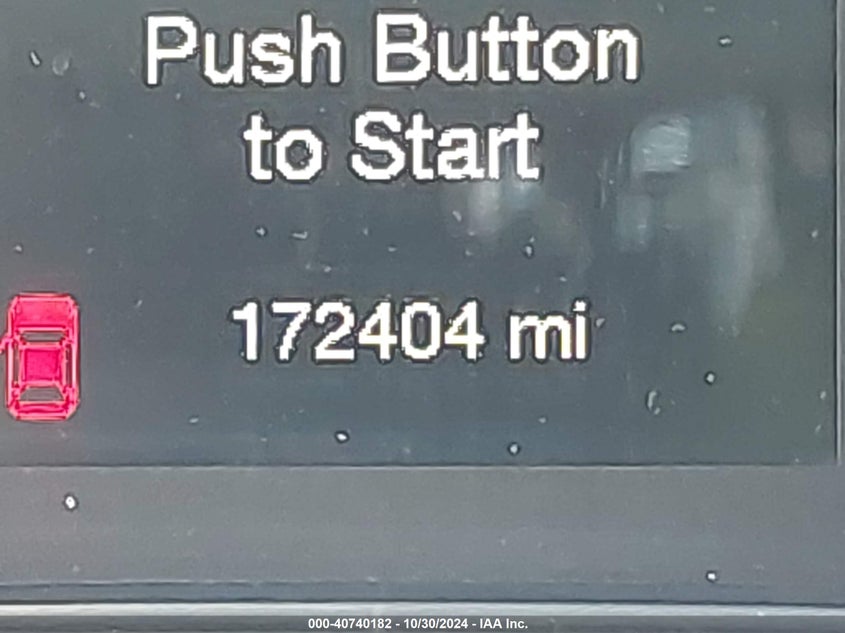 Push Button
to Start
172404 mi
000-40740182 - 10/30/2024 - IAA Inc.